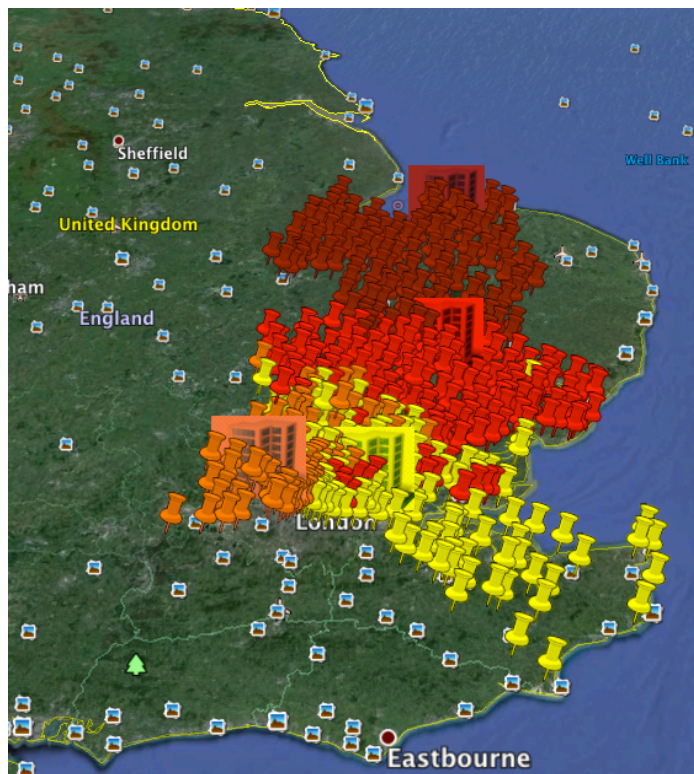 Sheffield
Well Bank
United Kingdom
ham
England
London
Eastbourne